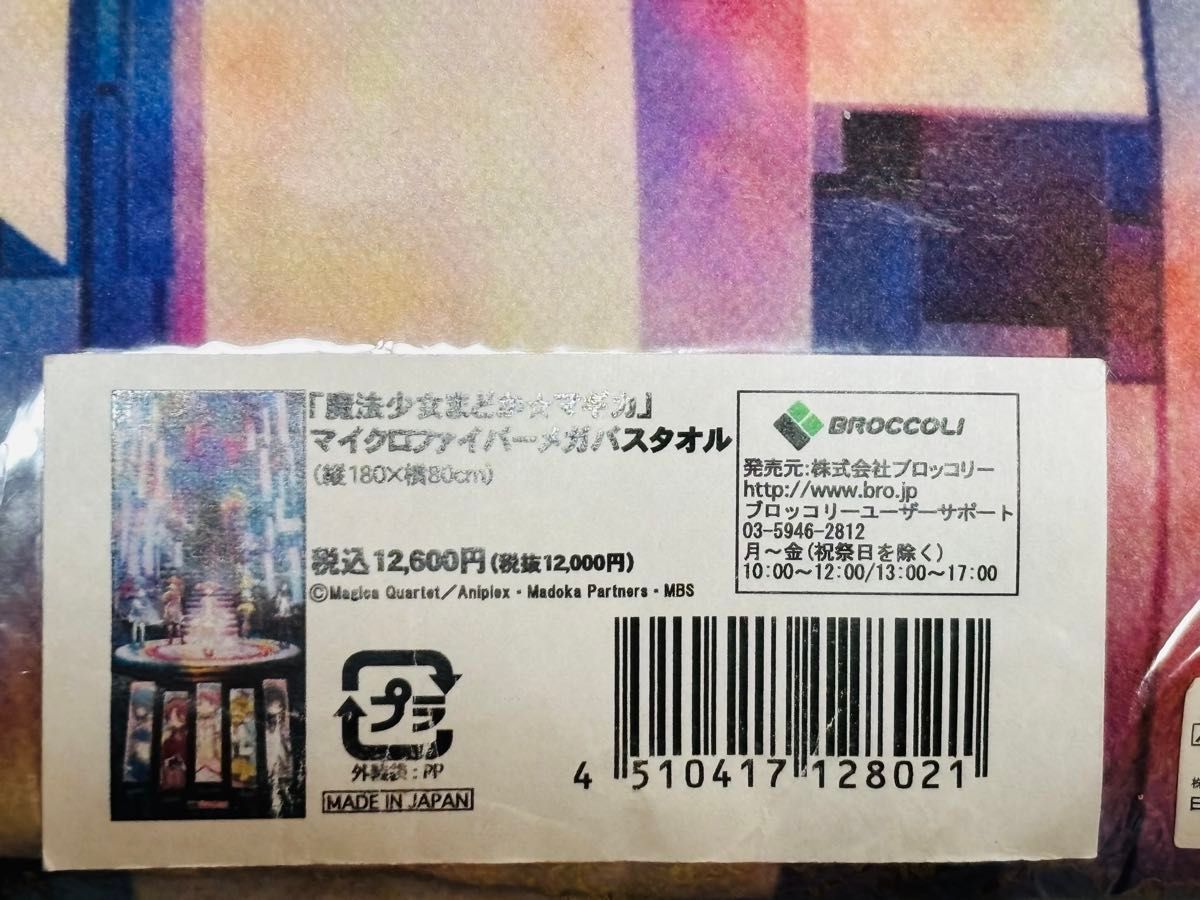 「魔法少女まどか☆マギカ」
マイクロファイバーメガバスタオル
(縦180×横80cm)
税込12,600円(税抜12,000円)
©Magica Quartet／Aniplex・Madoka Partners・MBS
プラ
外装袋:PP
MADE IN JAPAN
BROCCOLI
発売元:株式会社ブロッコリー
http://www.bro.jp
ブロッコリーユーザーサポート
03-5946-2812
月～金(祝祭日を除く)
10:00～12:00/13:00～17:00
4 510417 128021